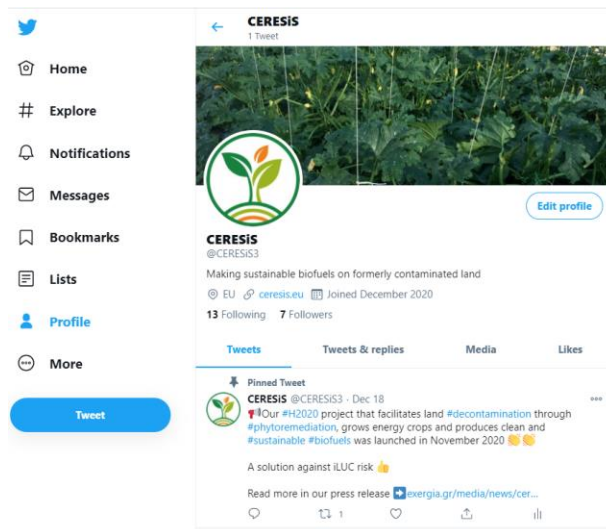 CERESiS
1 Tweet
Home
Explore
Notifications
Messages
Bookmarks
Lists
Profile
More
Tweet
Edit profile
CERESiS
@CERESiS3
Making sustainable biofuels on formerly contaminated land
EU ceresis.eu Joined December 2020
13 Following 7 Followers
Tweets Tweets & replies Media Likes
Pinned Tweet
CERESiS @CERESiS3 · Dec 18
📢Our #H2020 project that facilitates land #decontamination through
#phytoremediation, grows energy crops and produces clean and
#sustainable #biofuels was launched in November 2020 👏👏
A solution against iLUC risk 👍
Read more in our press release ➡exergia.gr/media/news/cer...
1